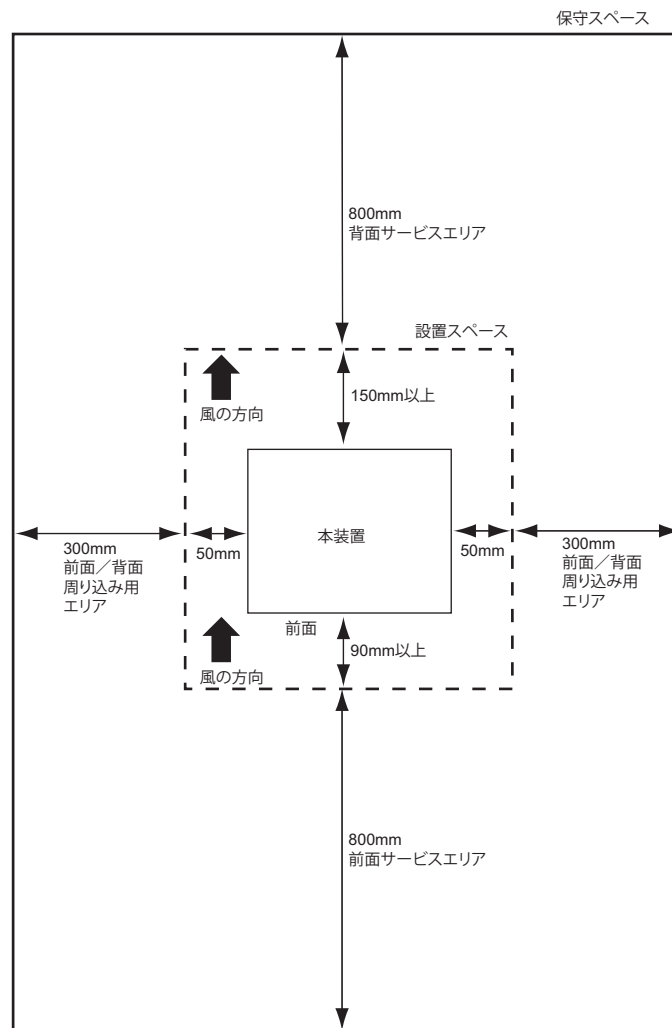 保守スペース
800mm
背面サービスエリア
設置スペース
150mm以上
風の方向
本装置
300mm
前面／背面
周り込み用
エリア
50mm
50mm
300mm
前面／背面
周り込み用
エリア
前面
90mm以上
風の方向
800mm
前面サービスエリア